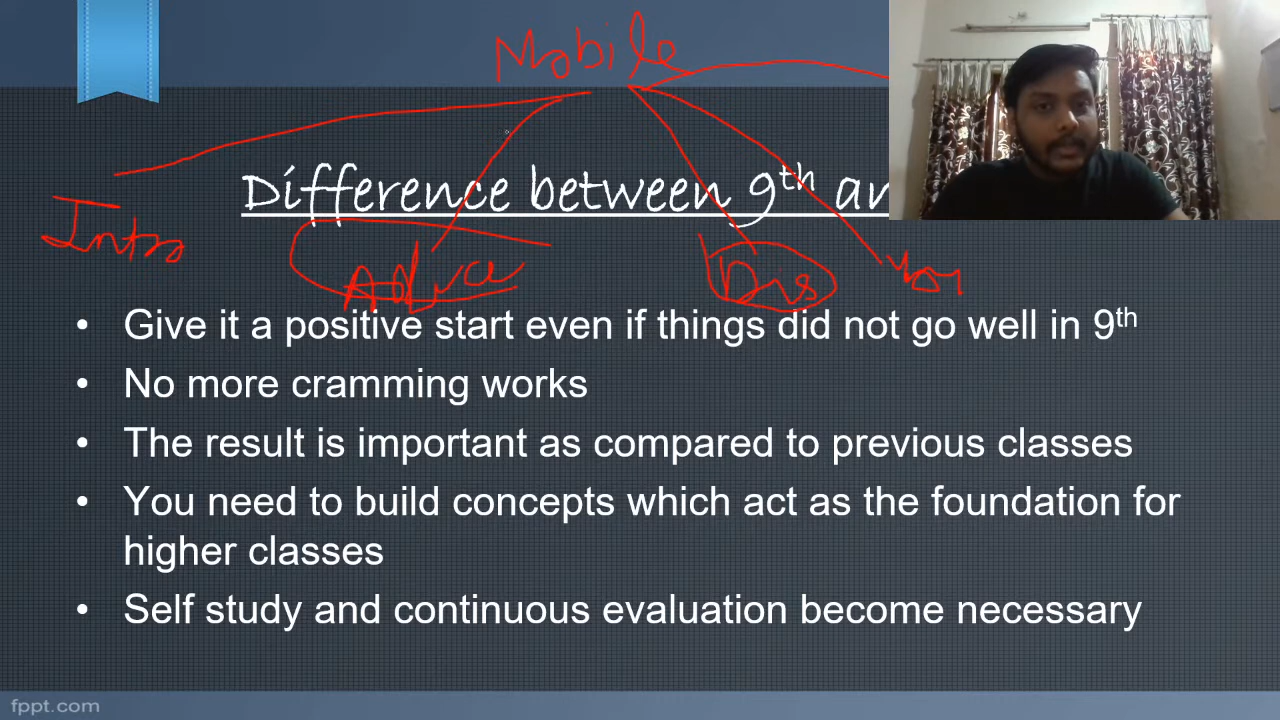 Mobile
Difference between 9th an
Intro
Dis
• Give it a positive start even if things did not go well in 9th
• No more cramming works
• The result is important as compared to previous classes
• You need to build concepts which act as the foundation for
higher classes
• Self study and continuous evaluation become necessary
fppt.com